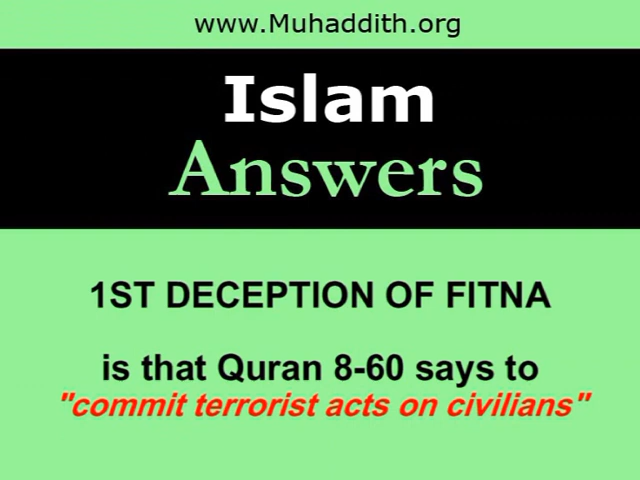 www.Muhaddith.org
Islam
Answers
1ST DECEPTION OF FITNA
is that Quran 8-60 says to
"commit terrorist acts on civilians"